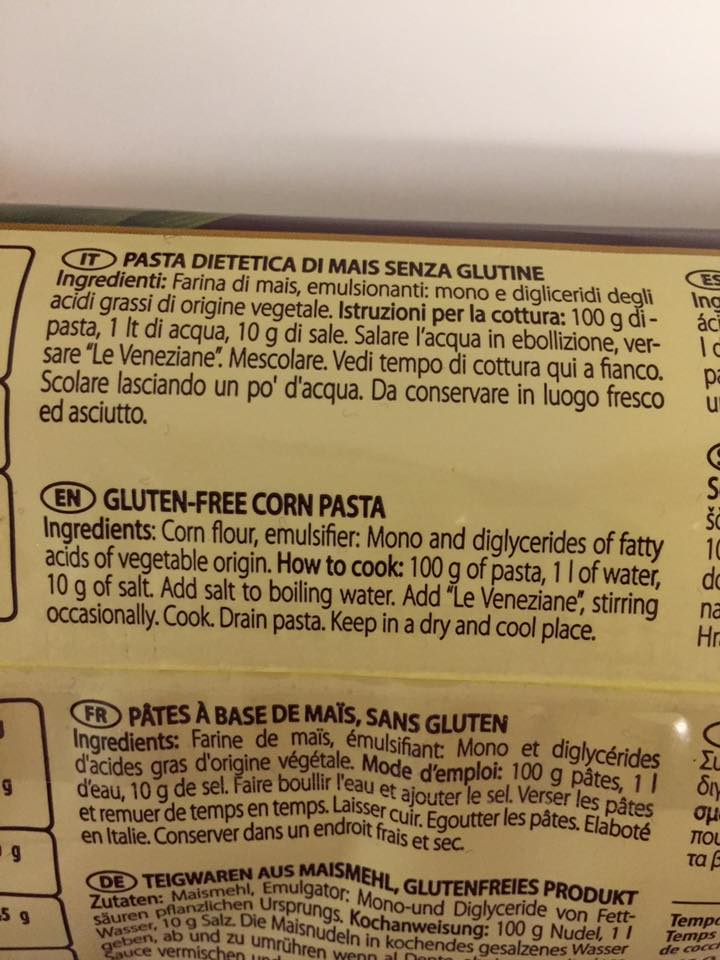 IT PASTA DIETETICA DI MAIS SENZA GLUTINE
Ingredienti: Farina di mais, emulsionanti: mono e digliceridi degli
acidi grassi di origine vegetale. Istruzioni per la cottura: 100 g di -
pasta, 1 lt di acqua, 10 g di sale. Salare l'acqua in ebollizione, ver-
sare "Le Veneziane". Mescolare. Vedi tempo di cottura qui a fianco.
Scolare lasciando un po' d'acqua. Da conservare in luogo fresco
ed asciutto.
EN GLUTEN-FREE CORN PASTA
Ingredients: Corn flour, emulsifier: Mono and diglycerides of fatty
acids of vegetable origin. How to cook: 100 g of pasta, 1 l of water,
10 g of salt. Add salt to boiling water. Add "Le Veneziane", stirring
occasionally. Cook. Drain pasta. Keep in a dry and cool place.
FR PÂTES À BASE DE MAÏS, SANS GLUTEN
Ingredients: Farine de maïs, émulsifiant: Mono et diglycérides
d'acides gras d'origine végétale. Mode d'emploi: 100 g pâtes, 1 l
d'eau, 10 g de sel. Faire boullir l'eau et ajouter le sel. Verser les pâtes
et remuer de temps en temps. Laisser cuir. Egoutter les pâtes. Elaboté
en Italie. Conserver dans un endroit frais et sec.
DE TEIGWAREN AUS MAISMEHL, GLUTENFREIES PRODUKT
Zutaten: Maismehl, Emulgator: Mono-und Diglyceride von Fett-
säuren pflanzlichen Ursprungs. Kochanweisung: 100 g Nudel, 1 l
Wasser, 10 g Salz. Die Maisnudeln in kochendes gesalzenes Wasser
geben, ab und zu umrühren wenn al
Sauce vermischen
g
g
5 g
ES
τα
Temps
de